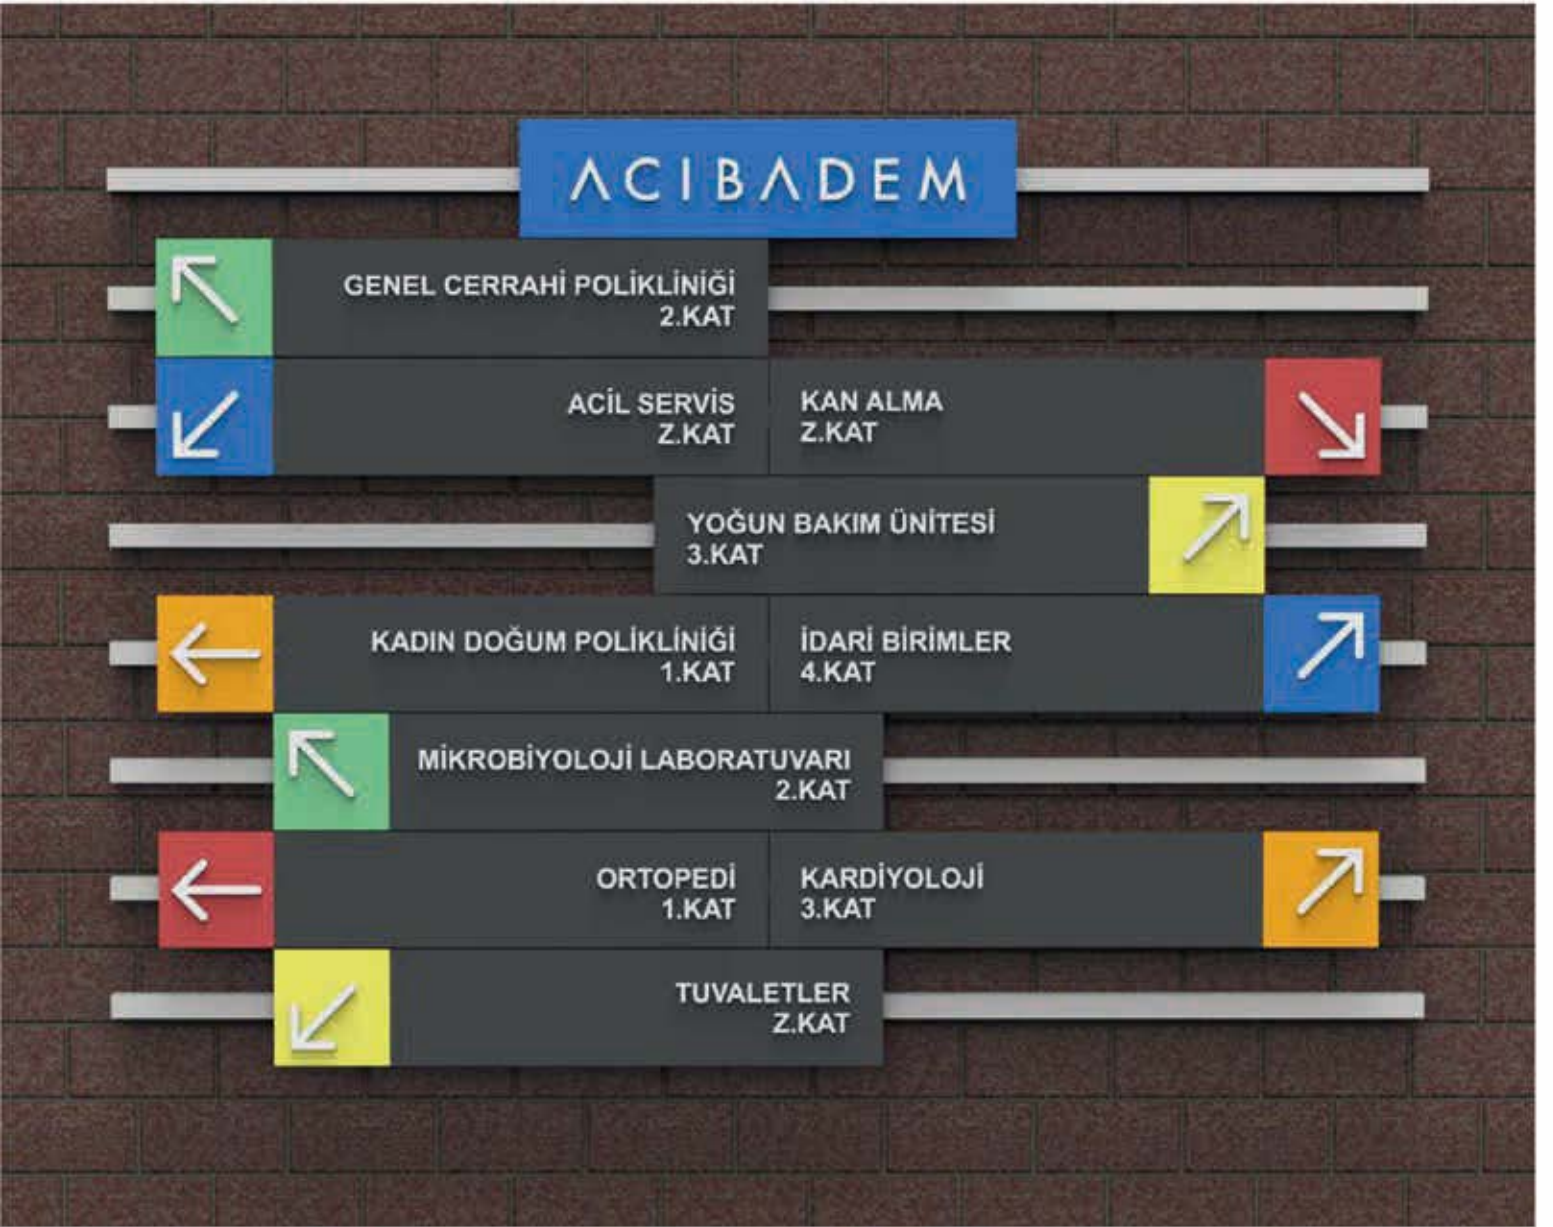 ACIBADEM
GENEL CERRAHİ POLİKLİNİĞİ
2.KAT
ACİL SERVİS
Z.KAT
KAN ALMA
Z.KAT
YOĞUN BAKIM ÜNİTESİ
3.KAT
KADIN DOĞUM POLİKLİNİĞİ
1.KAT
İDARİ BİRİMLER
4.KAT
MİKROBİYOLOJİ LABORATUVARI
2.KAT
ORTOPEDİ
1.KAT
KARDİYOLOJİ
3.KAT
TUVALETLER
Z.KAT